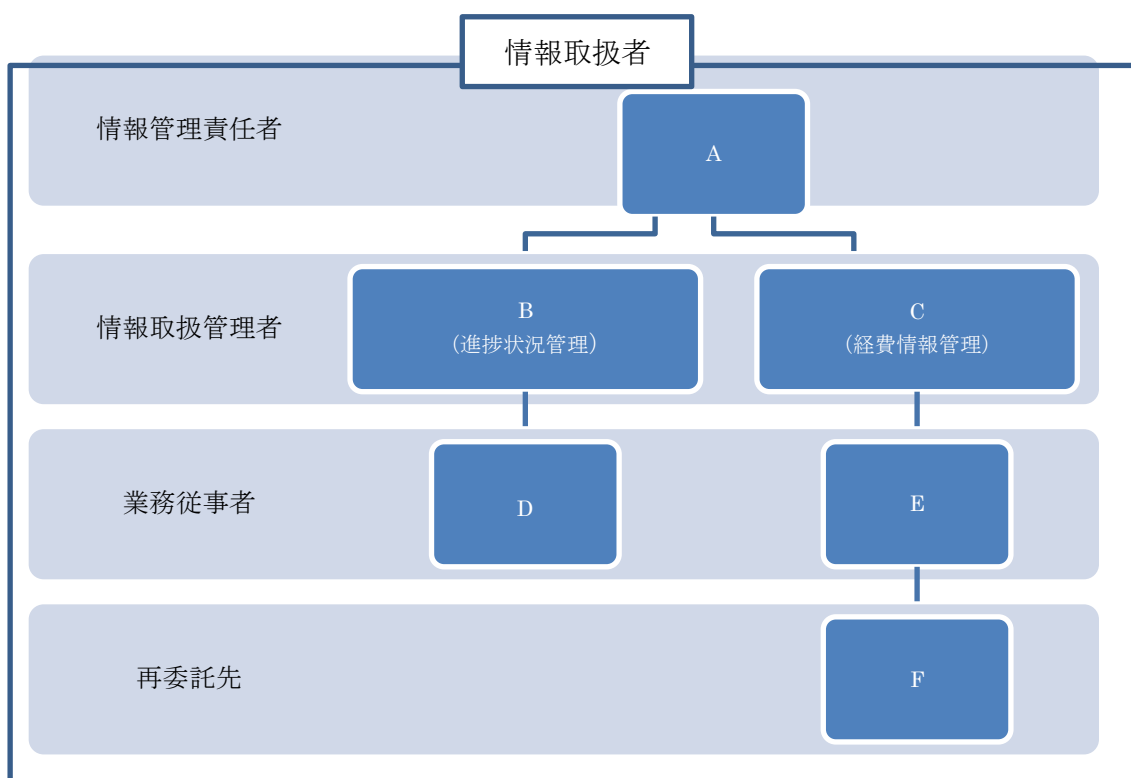 情報取扱者
情報管理責任者
A
情報取扱管理者
B
(進捗状況管理)
C
(経費情報管理)
業務従事者
D
E
再委託先
F